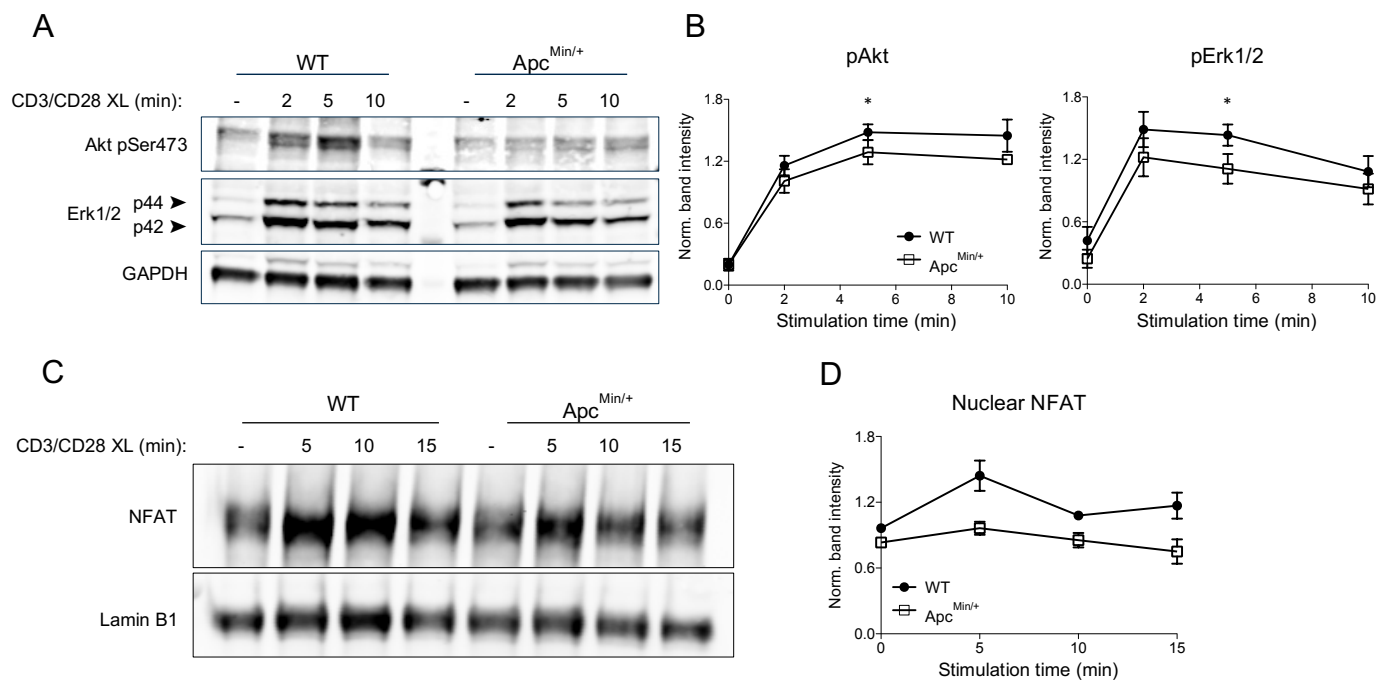 A
WT
Apc Min/+
CD3/CD28 XL (min):
- 2 5 10 - 2 5 10
Akt pSer473
Erk1/2
p44
p42
GAPDH
B
pAkt
Norm. band intensity
1.8
1.2
0.6
0.0
*
WT
Apc Min/+
0 2 4 6 8 10
Stimulation time (min)
pErk1/2
Norm. band intensity
1.8
1.2
0.6
0.0
*
0 2 4 6 8 10
Stimulation time (min)
C
WT
Apc Min/+
CD3/CD28 XL (min):
- 5 10 15 - 5 10 15
NFAT
Lamin B1
D
Nuclear NFAT
Norm. band intensity
1.8
1.2
0.6
0.0
WT
Apc Min/+
0 5 10 15
Stimulation time (min)